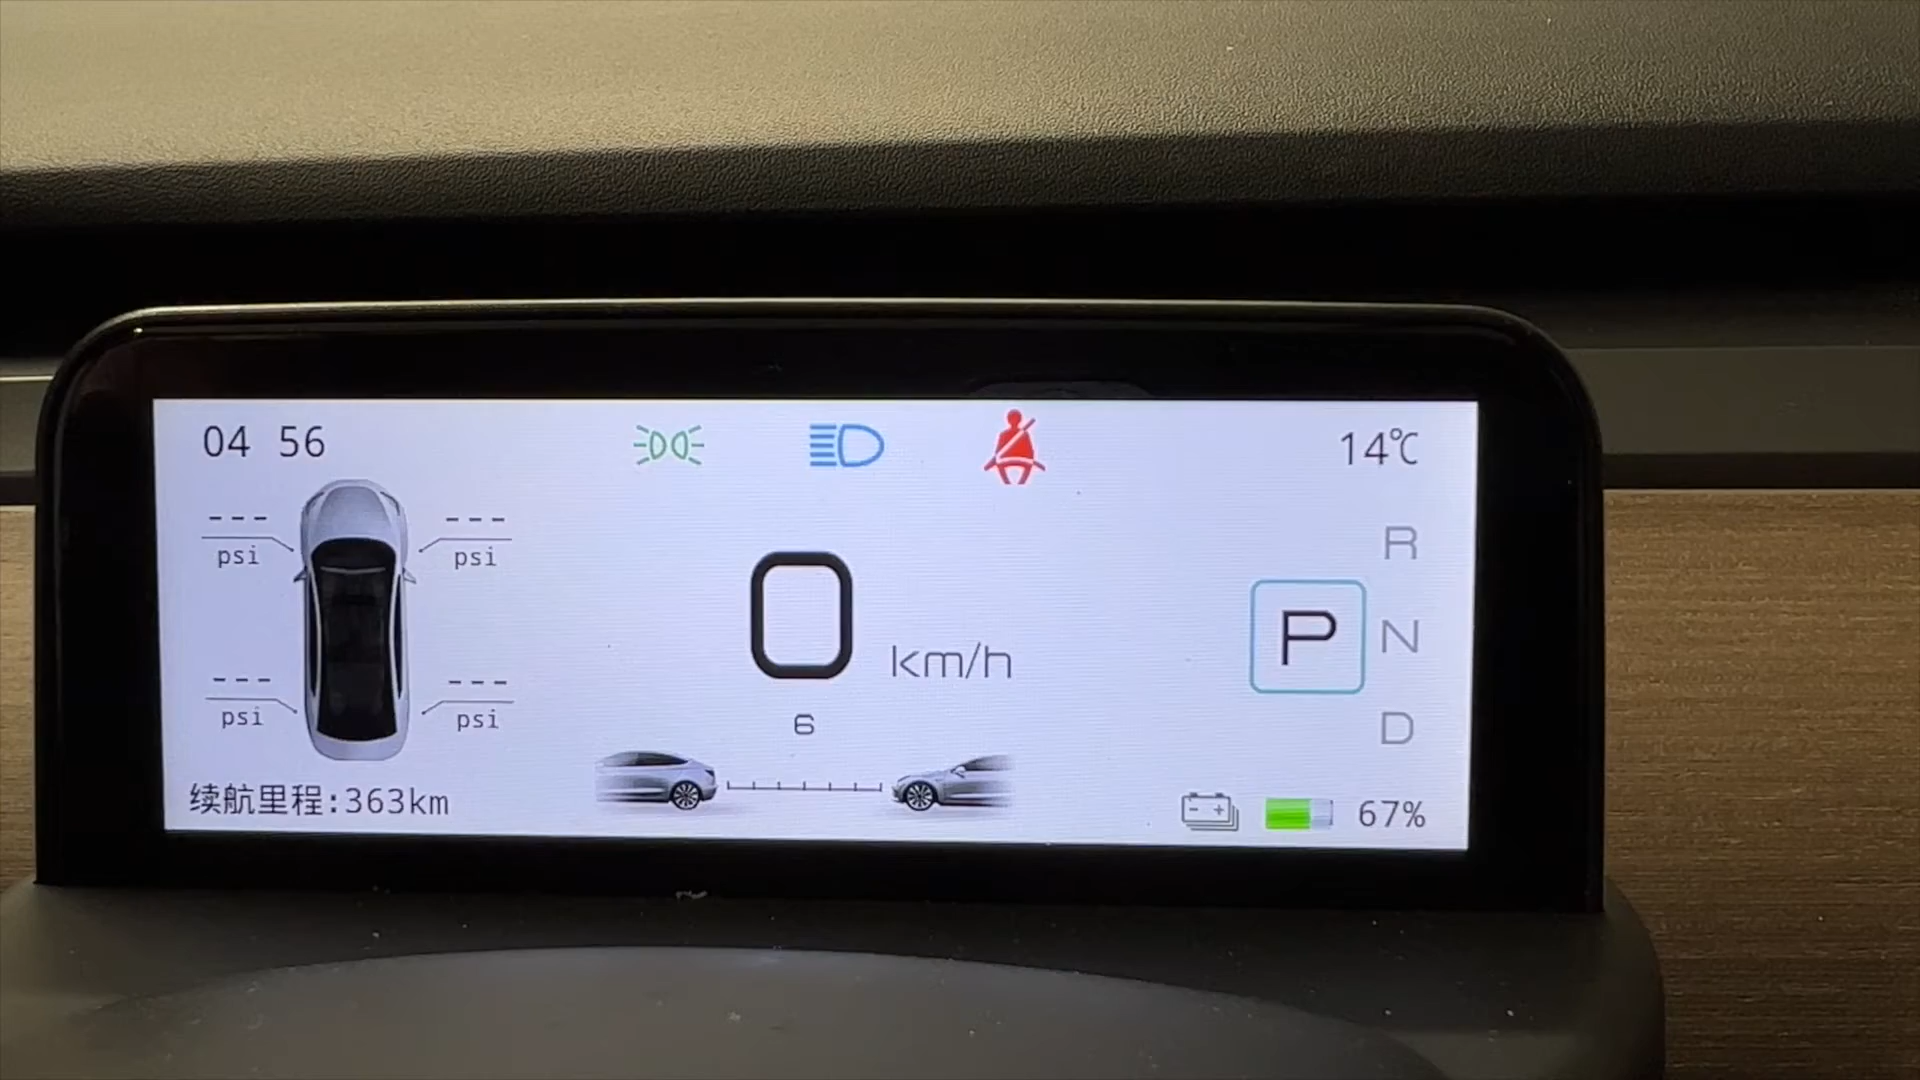 04 56
14℃
---
psi
---
psi
R
0 km/h
P
N
---
psi
---
psi
6
D
续航里程:363km
- +
67%